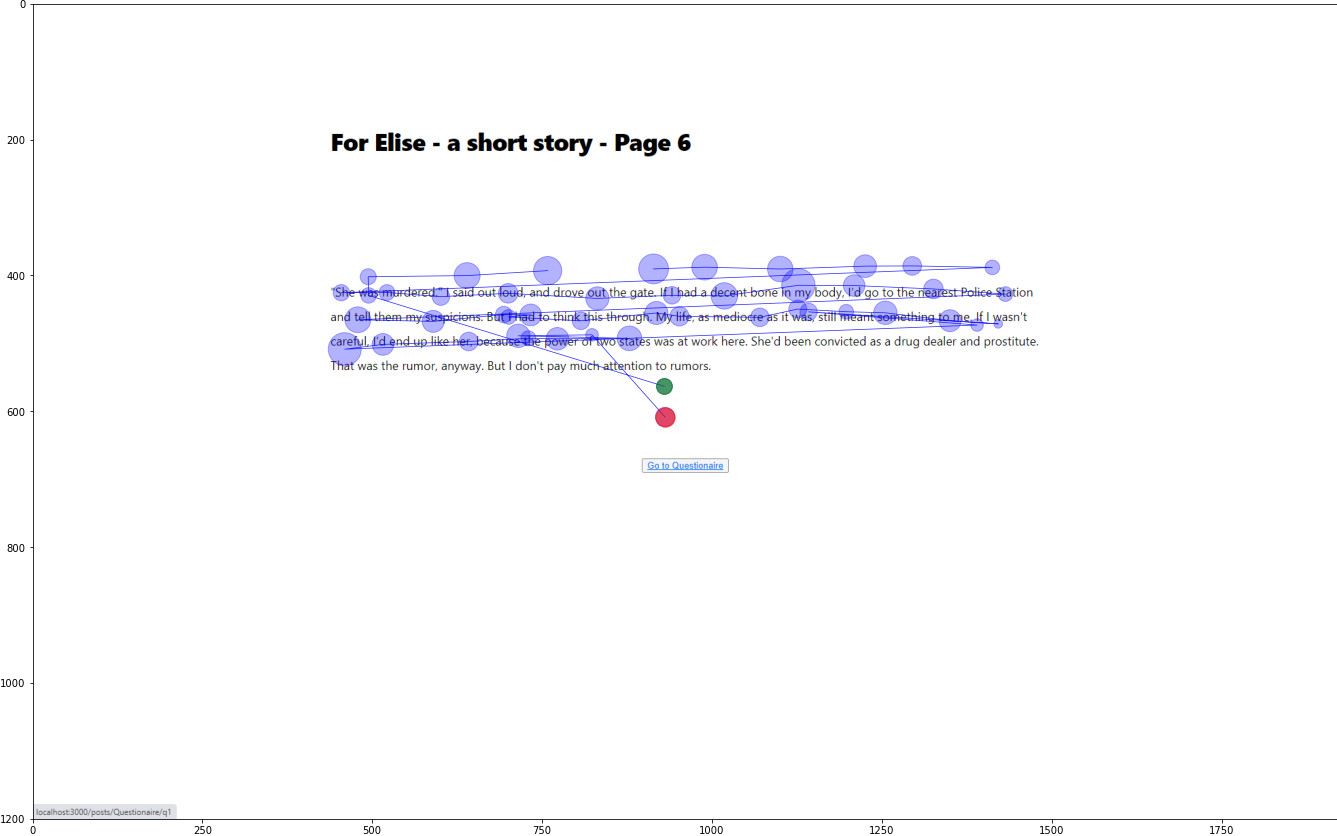 0
200
For Elise - a short story - Page 6
400
"She was murdered," I said out loud, and drove out the gate. If I had a decent bone in my body, I'd go to the nearest Police Station
and tell them my suspicions. But I had to think this through. My life, as mediocre as it was, still meant something to me. If I wasn't
careful, I'd end up like her, because the power of two states was at work here. She'd been convicted as a drug dealer and prostitute.
That was the rumor, anyway. But I don't pay much attention to rumors.
600
Go to Questionaire
800
1000
localhost:3000/posts/Questionaire/q1
1200
0 250 500 750 1000 1250 1500 1750